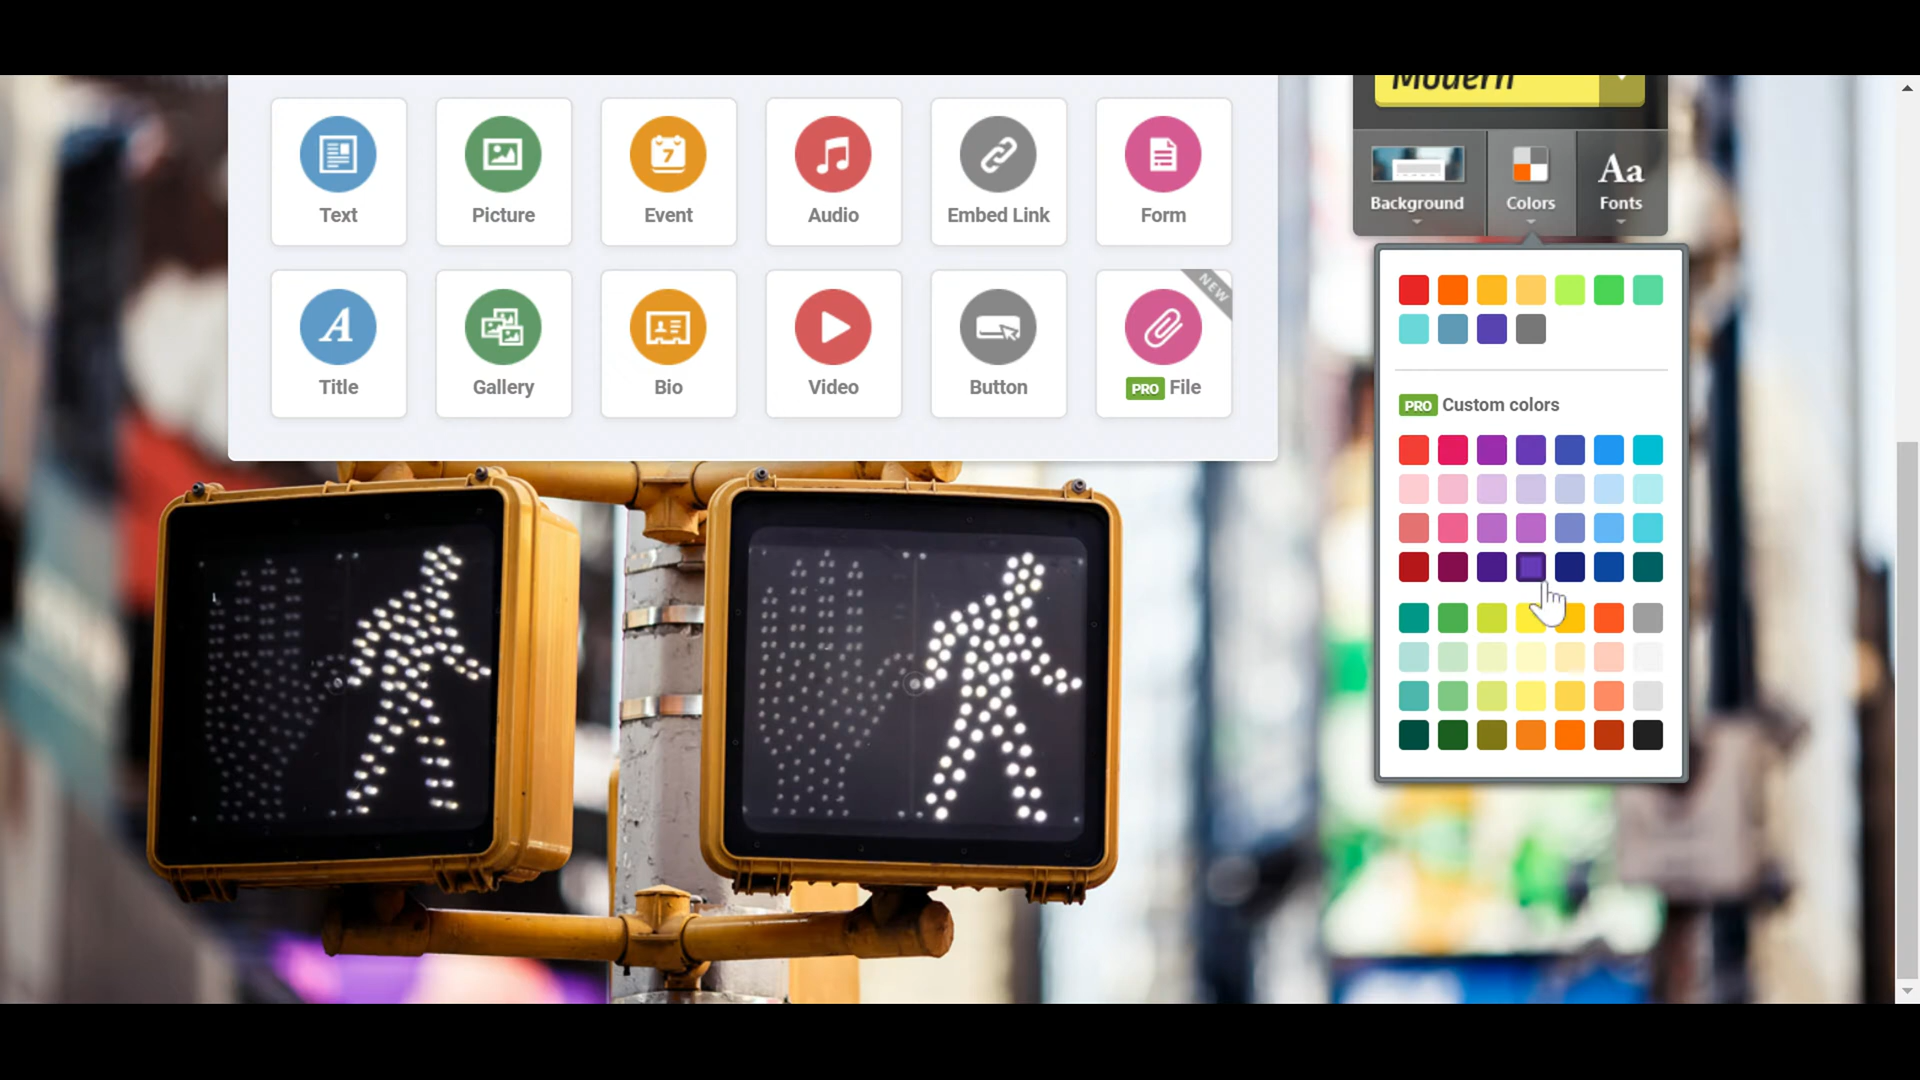 Modern
Text
Picture
Event
Audio
Embed Link
Form
Background
Colors
Aa
Fonts
7
A
Title
Gallery
Bio
Video
Button
NEW
PRO File
PRO Custom colors